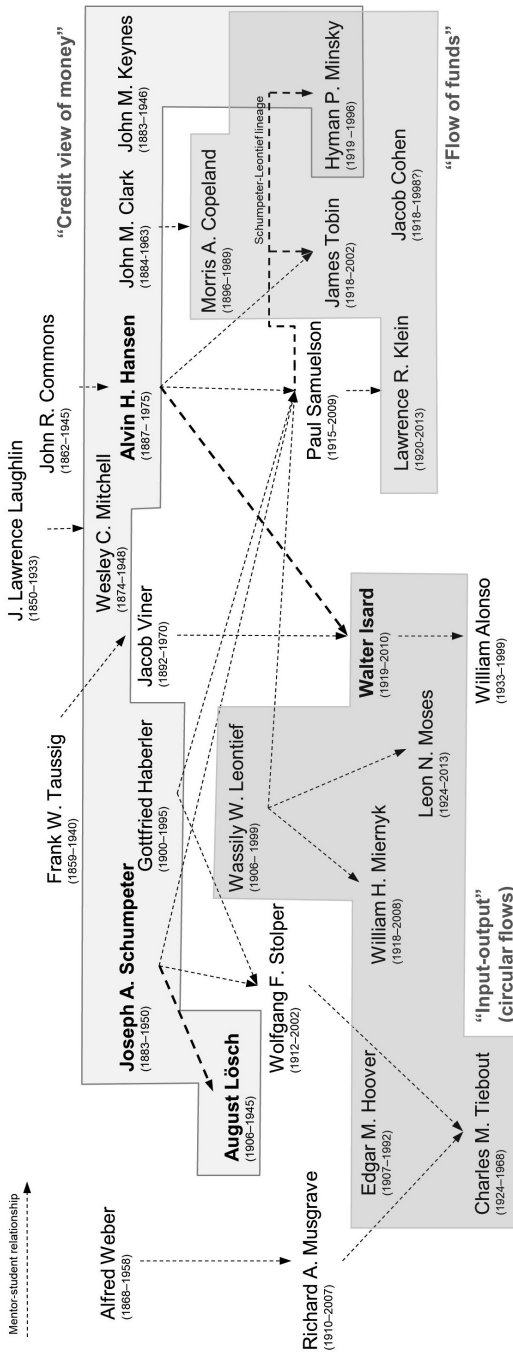 Mentor-student relationship
"Credit view of money"
J. Lawrence Laughlin
(1850–1933)
John R. Commons
(1862–1945)
Frank W. Taussig
(1859–1940)
Alfred Weber
(1868–1958)
Joseph A. Schumpeter
(1883–1950)
Gottfried Haberler
(1900–1995)
Jacob Viner
(1892–1970)
Wesley C. Mitchell
(1874–1948)
Alvin H. Hansen
(1887– 1975)
John M. Clark
(1884-1963)
John M. Keynes
(1883–1946)
August Lösch
(1906–1945)
Wolfgang F. Stolper
(1912–2002)
Wassily W. Leontief
(1906– 1999)
Morris A. Copeland
(1896–1989)
Schumpeter-Leontief lineage
Richard A. Musgrave
(1910–2007)
Paul Samuelson
(1915–2009)
James Tobin
(1918–2002)
Hyman P. Minsky
(1919 –1996)
Edgar M. Hoover
(1907–1992)
William H. Miernyk
(1918–2008)
Leon N. Moses
(1924–2013)
Walter Isard
(1919–2010)
Lawrence R. Klein
(1920-2013)
Jacob Cohen
(1918–1998?)
Charles M. Tiebout
(1924–1968)
"Input-output"
(circular flows)
William Alonso
(1933–1999)
"Flow of funds"